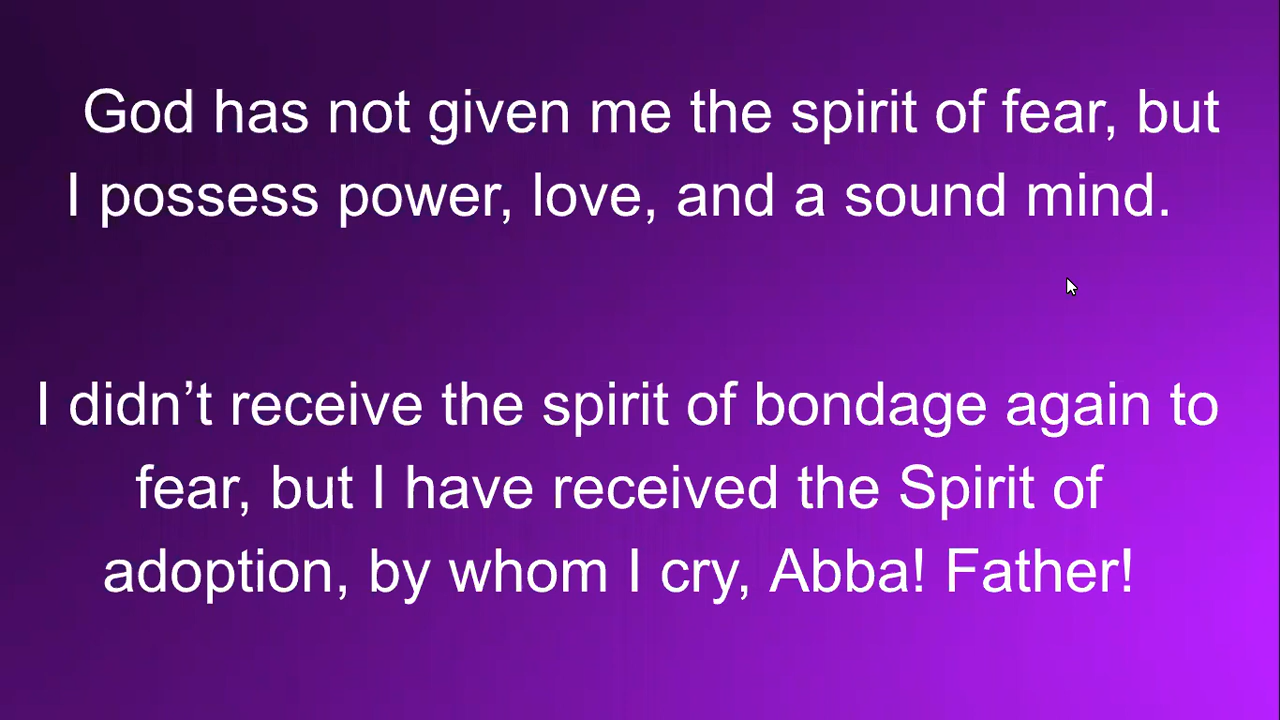 God has not given me the spirit of fear, but
I possess power, love, and a sound mind.
I didn’t receive the spirit of bondage again to
fear, but I have received the Spirit of
adoption, by whom I cry, Abba! Father!